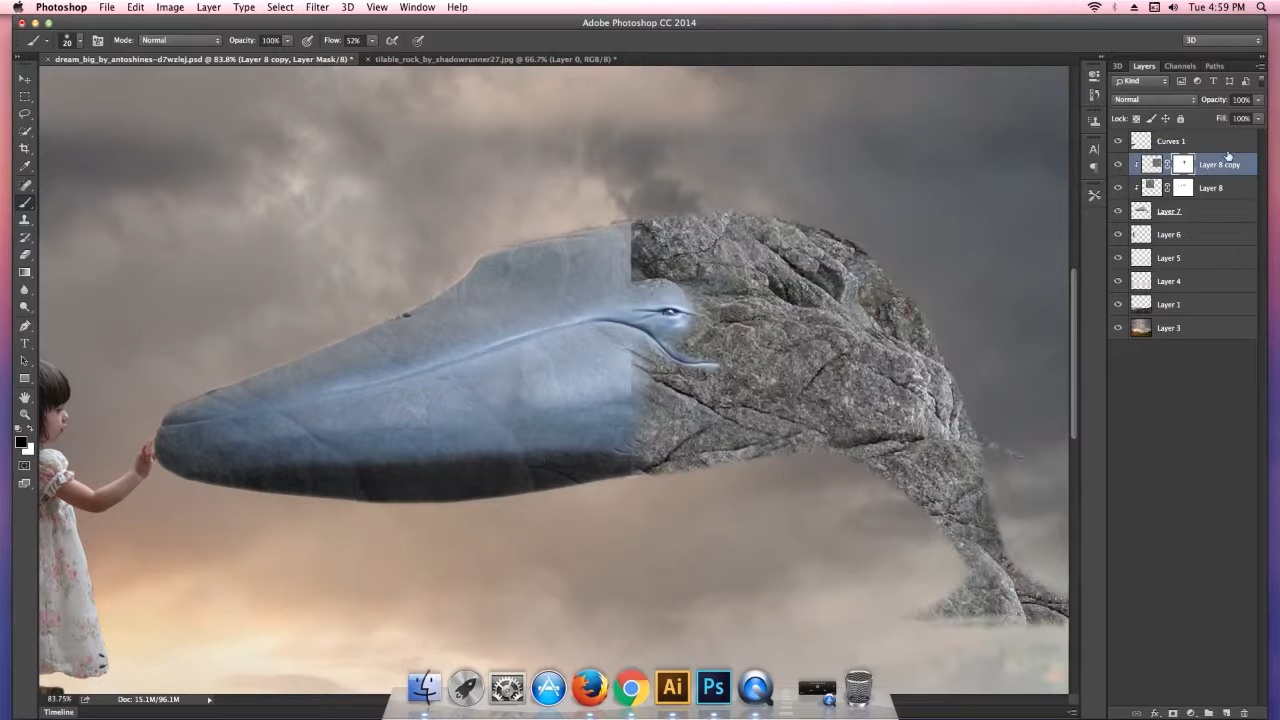 Photoshop File Edit Image Layer Type Select Filter 3D View Window Help Tue 4:59 PM
Adobe Photoshop CC 2014
20 Mode: Normal Opacity: 100% Flow: 52% 3D
dream_big_by_antoshines-d7wzlej.psd @ 83.8% (Layer 8 copy, Layer Mask/8) * tilable_rock_by_shadowrunner27.jpg @ 66.7% (Layer 0, RGB/8) *
3D Layers Channels Paths
Kind
Normal Opacity: 100%
Lock: Fill: 100%
Curves 1
Layer 8 copy
Layer 8
Layer 7
Layer 6
Layer 5
Layer 4
Layer 1
Layer 3
Ai Ps
83.75% Doc: 15.1M/96.1M
Timeline